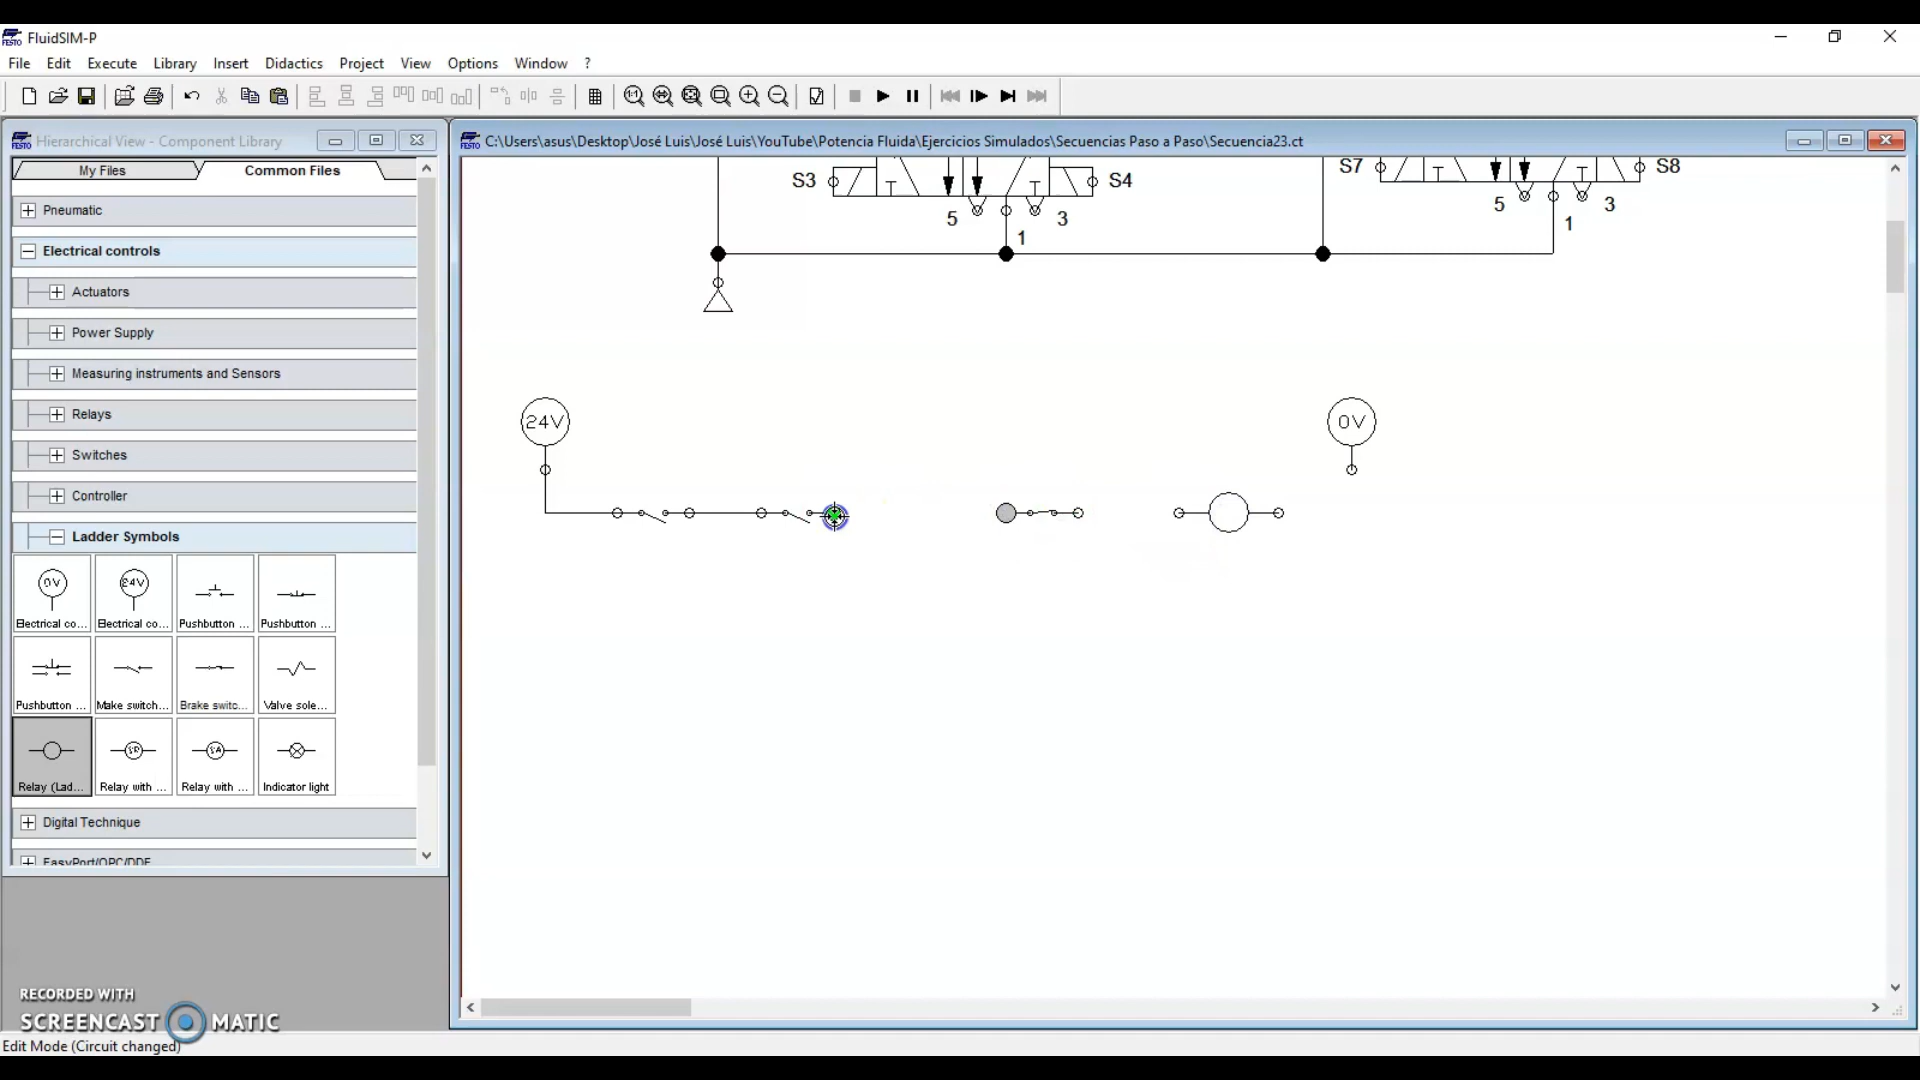 FluidSIM-P
File Edit Execute Library Insert Didactics Project View Options Window ?
FESTO Hierarchical View - Component Library
My Files Common Files
Pneumatic
Electrical controls
Actuators
Power Supply
Measuring instruments and Sensors
Relays
Switches
Controller
Ladder Symbols
0V 24V
Electrical co... Electrical co... Pushbutton ... Pushbutton ...
Pushbutton ... Make switch... Brake switc... Valve sole...
Relay (Lad... Relay with ... Relay with ... Indicator light
Digital Technique
EasyPort/OPC/DDE
C:\Users\asus\Desktop\José Luis\José Luis\YouTube\Potencia Fluida\Ejercicios Simulados\Secuencias Paso a Paso\Secuencia23.ct
S3 S4 S7 S8
5 3 5 3
1 1
24V 0V
RECORDED WITH
SCREENCAST MATIC
Edit Mode (Circuit changed)